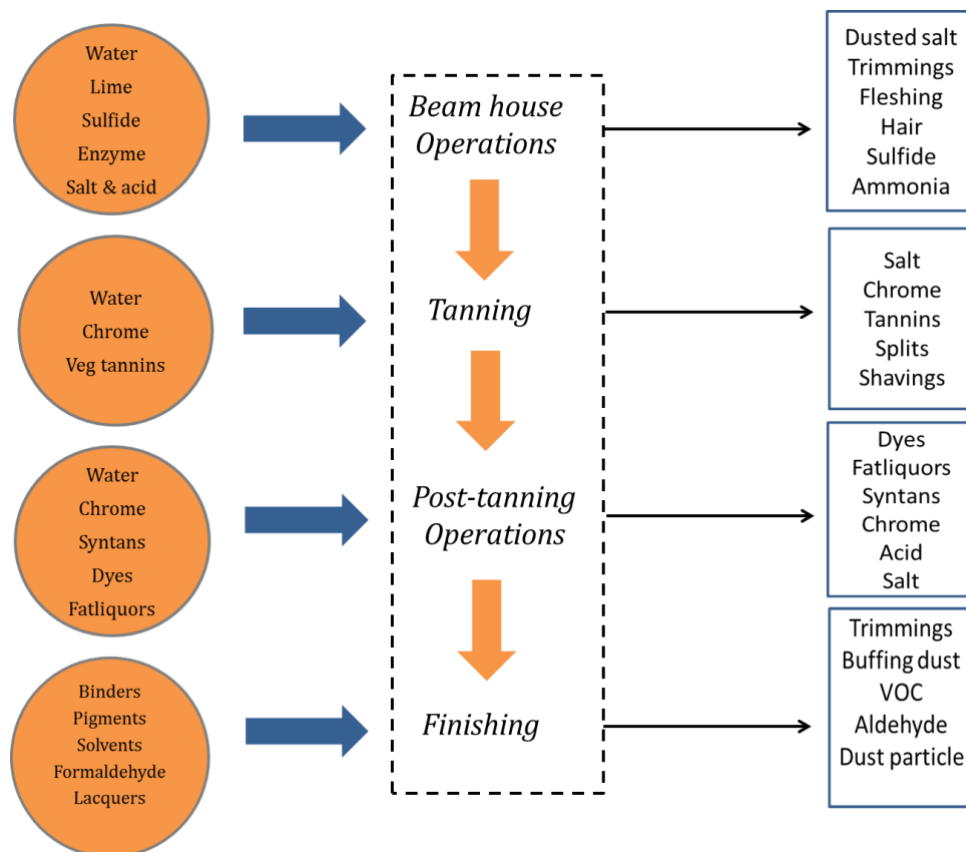 Water
Lime
Sulfide
Enzyme
Salt & acid
Beam house
Operations
Dusted salt
Trimmings
Fleshing
Hair
Sulfide
Ammonia
Water
Chrome
Veg tannins
Tanning
Salt
Chrome
Tannins
Splits
Shavings
Water
Chrome
Syntans
Dyes
Fatliquors
Post-tanning
Operations
Dyes
Fatliquors
Syntans
Chrome
Acid
Salt
Binders
Pigments
Solvents
Formaldehyde
Lacquers
Finishing
Trimmings
Buffing dust
VOC
Aldehyde
Dust particle